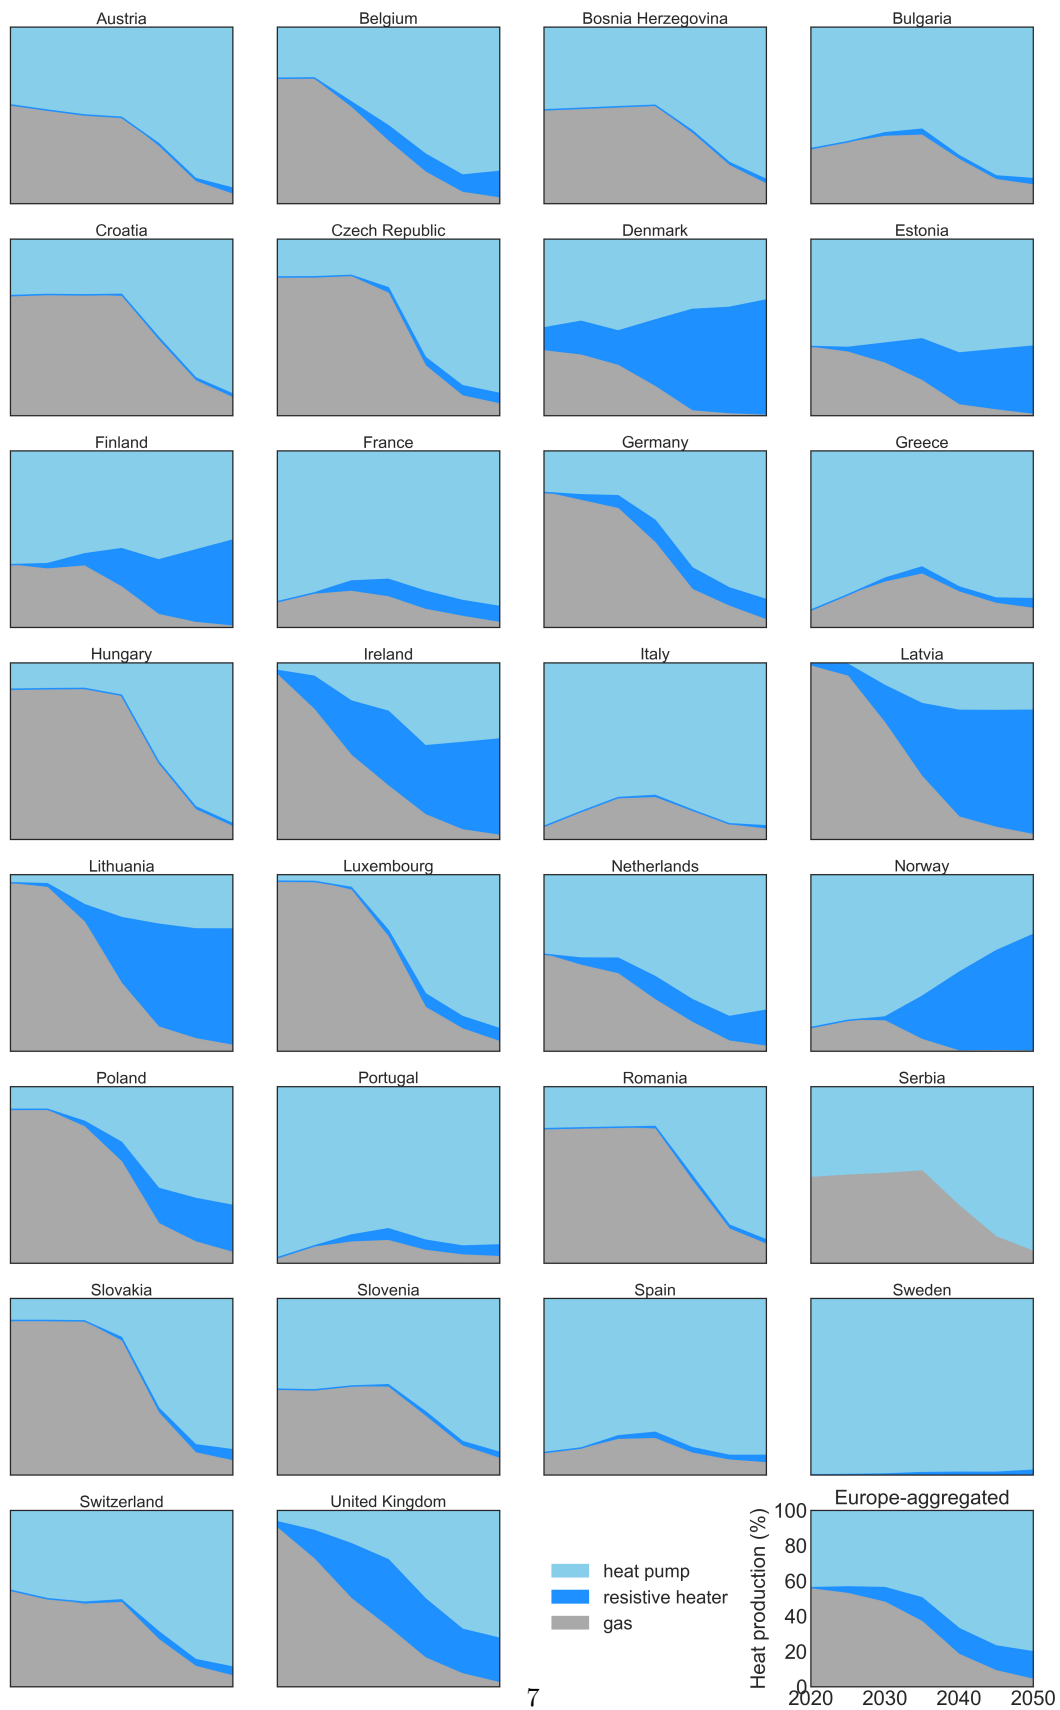 Austria
Belgium
Bosnia Herzegovina
Bulgaria
Croatia
Czech Republic
Denmark
Estonia
Finland
France
Germany
Greece
Hungary
Ireland
Italy
Latvia
Lithuania
Luxembourg
Netherlands
Norway
Poland
Portugal
Romania
Serbia
Slovakia
Slovenia
Spain
Sweden
Switzerland
United Kingdom
heat pump
resistive heater
gas
Europe-aggregated
Heat production (%)
100
80
60
40
20
0
2020
2030
2040
2050
7